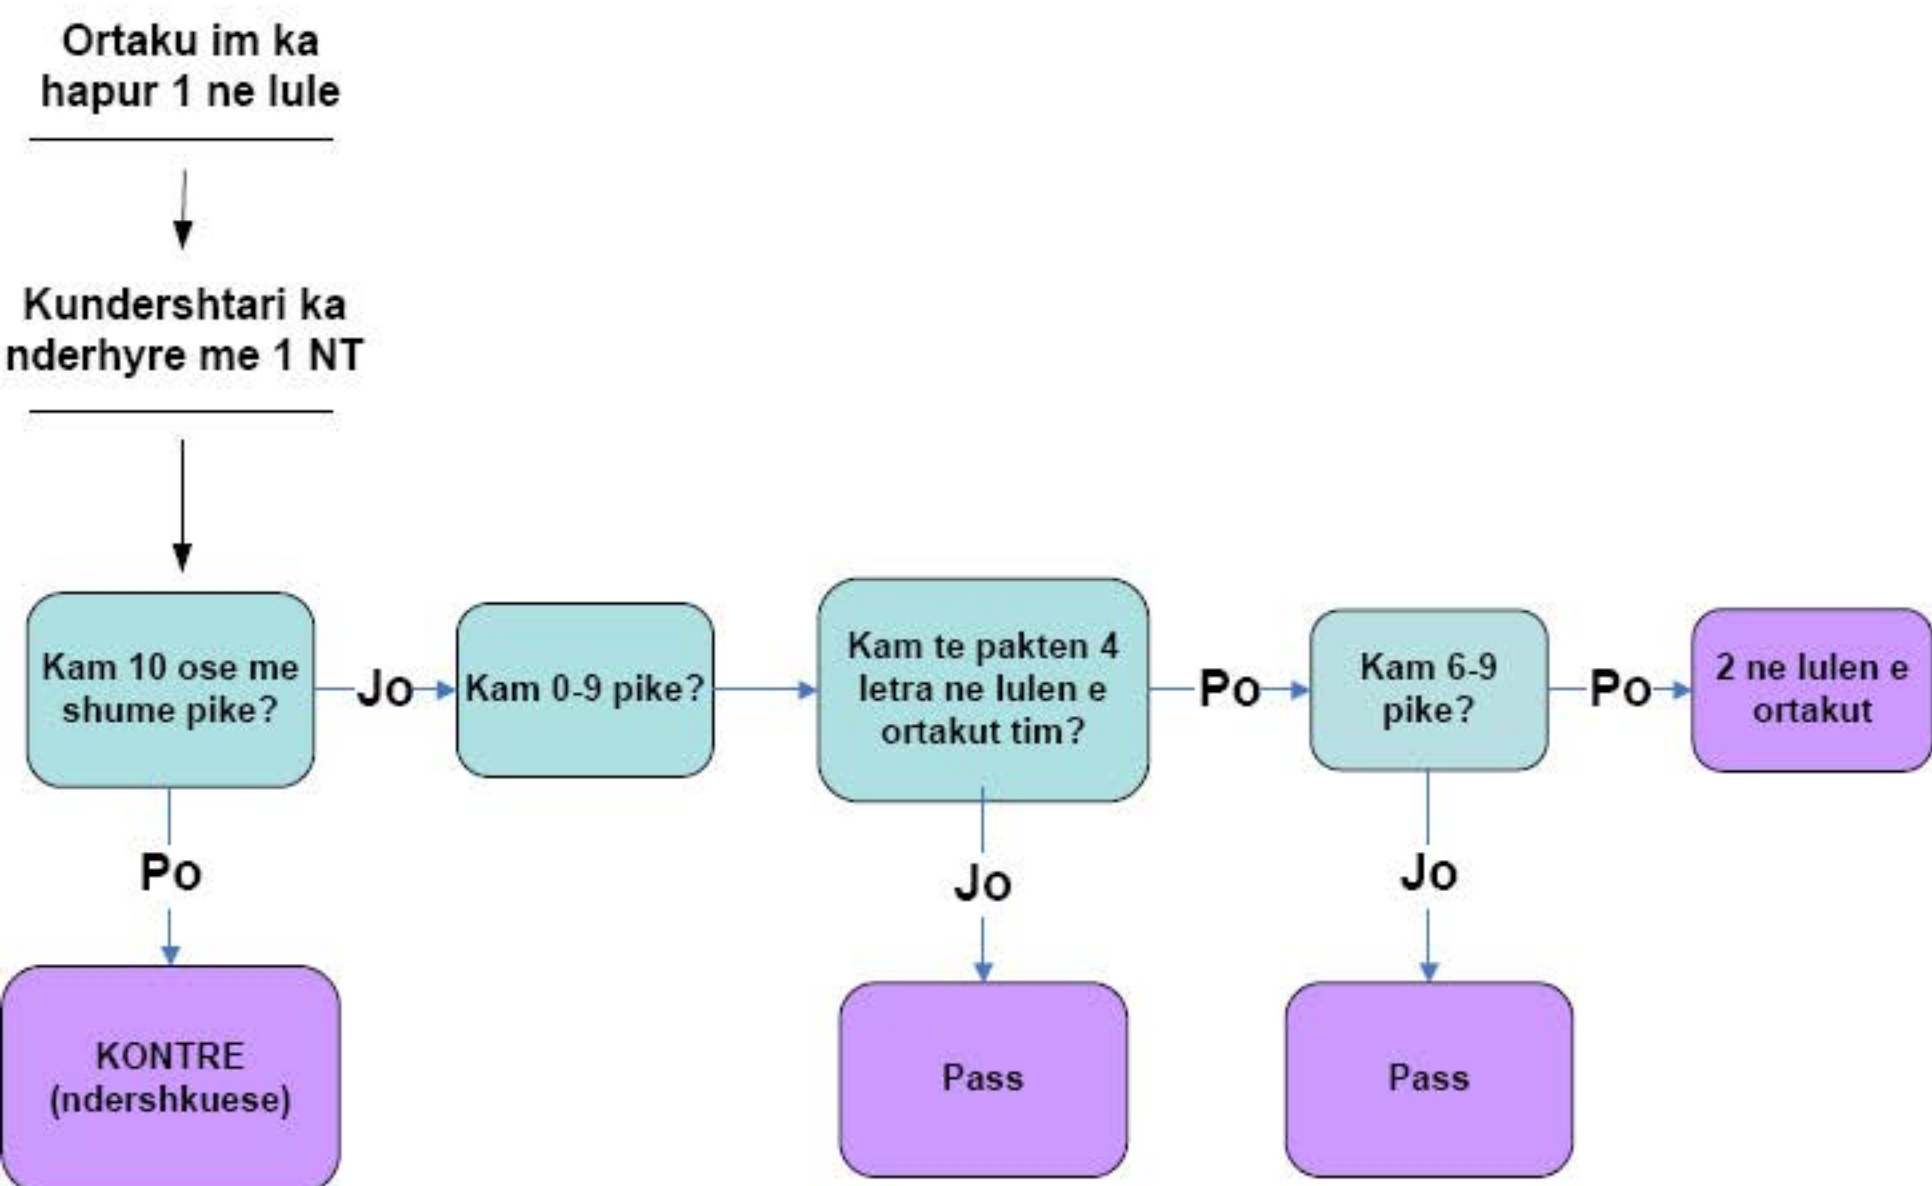 Ortaku im ka
hapur 1 ne lule
Kundershtari ka
nderhyre me 1 NT
Kam 10 ose me
shume pike?
Jo
Kam 0-9 pike?
Kam te pakten 4
letra ne lulen e
ortakut tim?
Po
Kam 6-9
pike?
Po
2 ne lulen e
ortakut
Po
Jo
Jo
KONTRE
(ndershkuese)
Pass
Pass